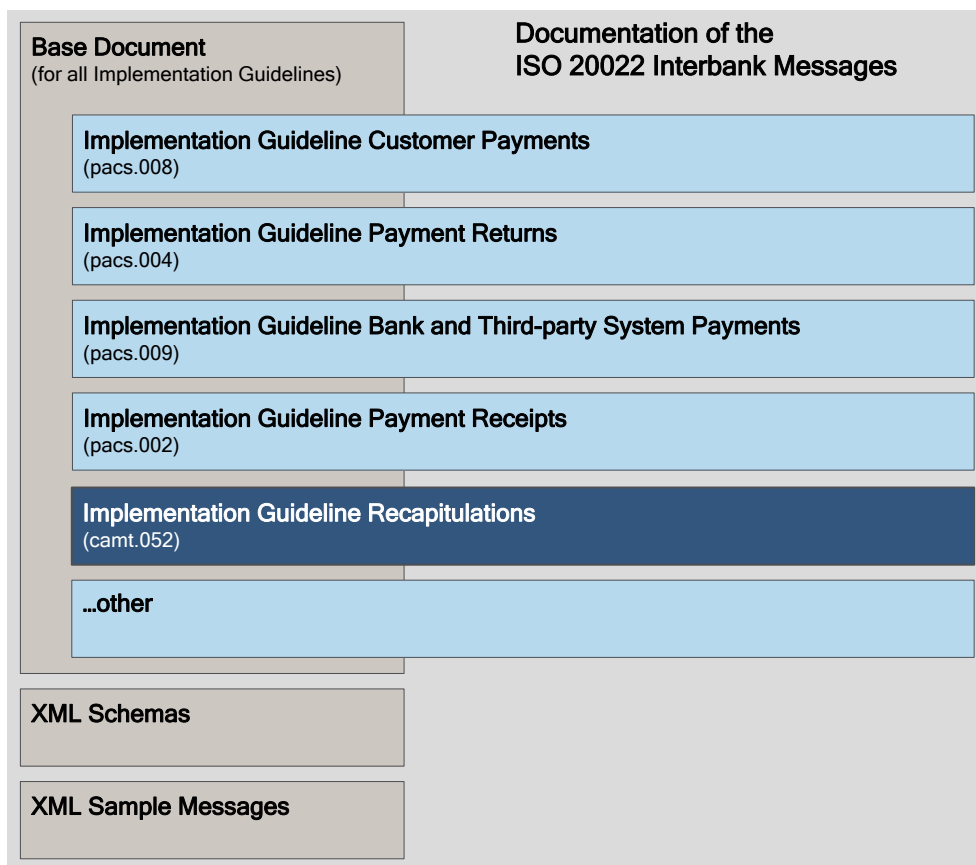 Base Document
(for all Implementation Guidelines)
Documentation of the
ISO 20022 Interbank Messages
Implementation Guideline Customer Payments
(pacs.008)
Implementation Guideline Payment Returns
(pacs.004)
Implementation Guideline Bank and Third-party System Payments
(pacs.009)
Implementation Guideline Payment Receipts
(pacs.002)
Implementation Guideline Recapitulations
(camt.052)
...other
XML Schemas
XML Sample Messages